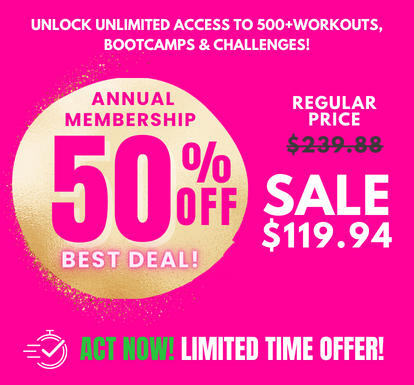 UNLOCK UNLIMITED ACCESS TO 500+WORKOUTS,
BOOTCAMPS & CHALLENGES!
ANNUAL
MEMBERSHIP
50% OFF
BEST DEAL!
REGULAR
PRICE
$239.88
SALE
$119.94
ACT NOW! LIMITED TIME OFFER!